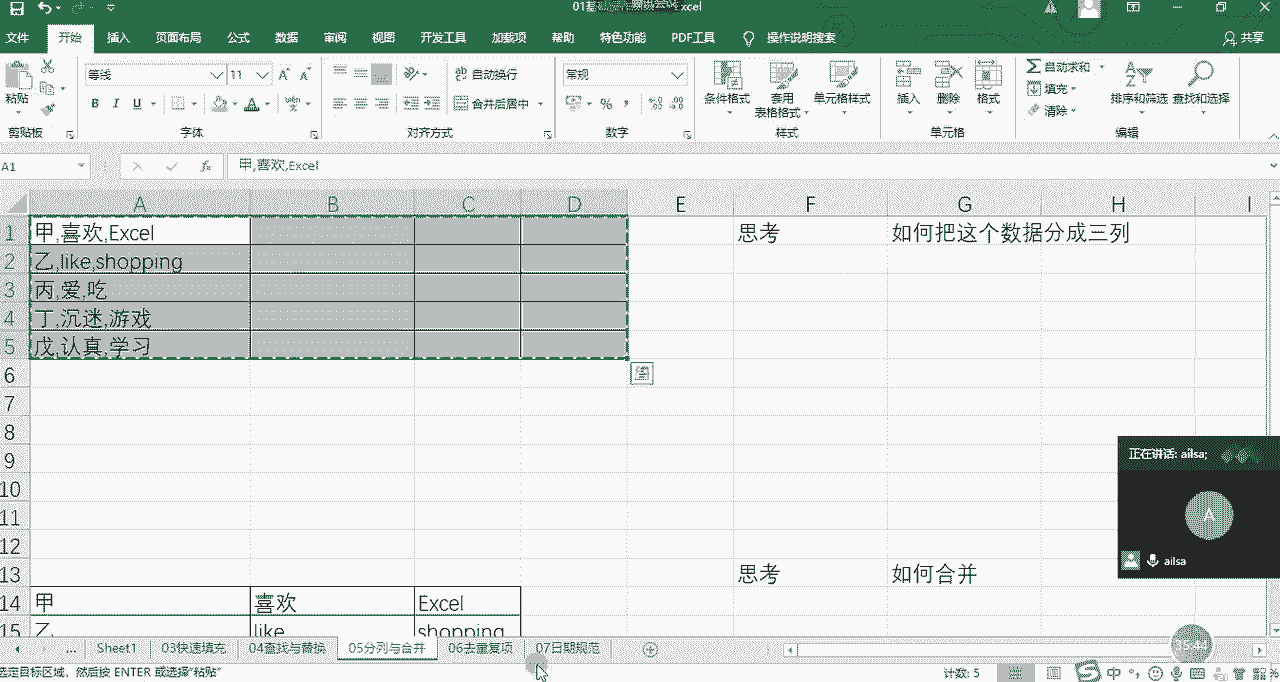 Excel
文件 开始 插入 页面布局 公式 数据 审阅 视图 开发工具 加载项 帮助 特色功能 PDF工具 操作说明搜索 共享
等线 11 自动换行 常规 自动求和
粘贴 B I U 合并后居中 % 条件格式 套用 单元格样式 插入 删除 格式 填充 排序和筛选 查找和选择
表格格式 清除
剪贴板 字体 对齐方式 数字 样式 单元格 编辑
A1 fx 甲,喜欢,Excel
A B C D E F G H I
1 甲,喜欢,Excel 思考 如何把这个数据分成三列
2 乙,like,shopping
3 丙,爱,吃
4 丁,沉迷,游戏
5 戊,认真,学习
6
7
8
9
正在讲话: ailsa;
10
11
A
12
ailsa
13 思考 如何合并
14 甲 喜欢 Excel
15 乙 like shopping
... Sheet1 03快速填充 04查找与替换 05分列与合并 06去重复项 07日期规范
35:44
选定目标区域，然后按 ENTER 或选择“粘贴” 计数: 5 中